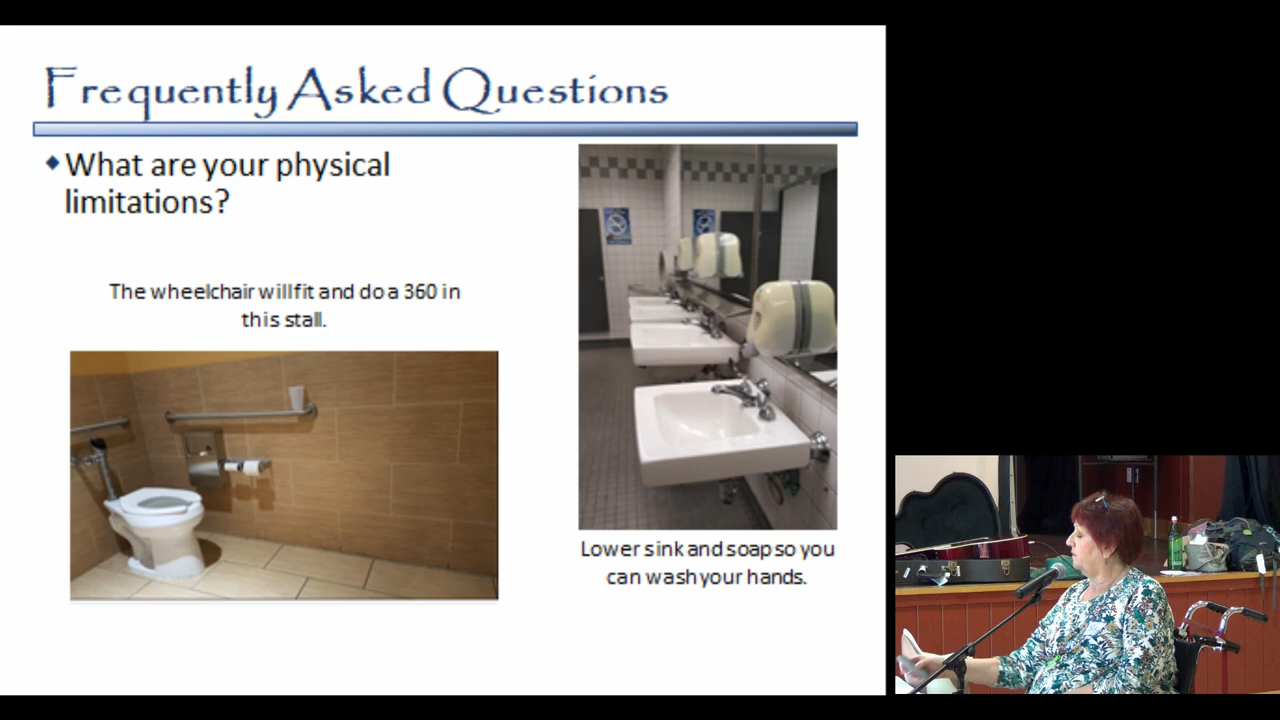 Frequently Asked Questions
What are your physical
limitations?
The wheelchair will fit and do a 360 in
this stall.
Lower sink and soap so you
can wash your hands.